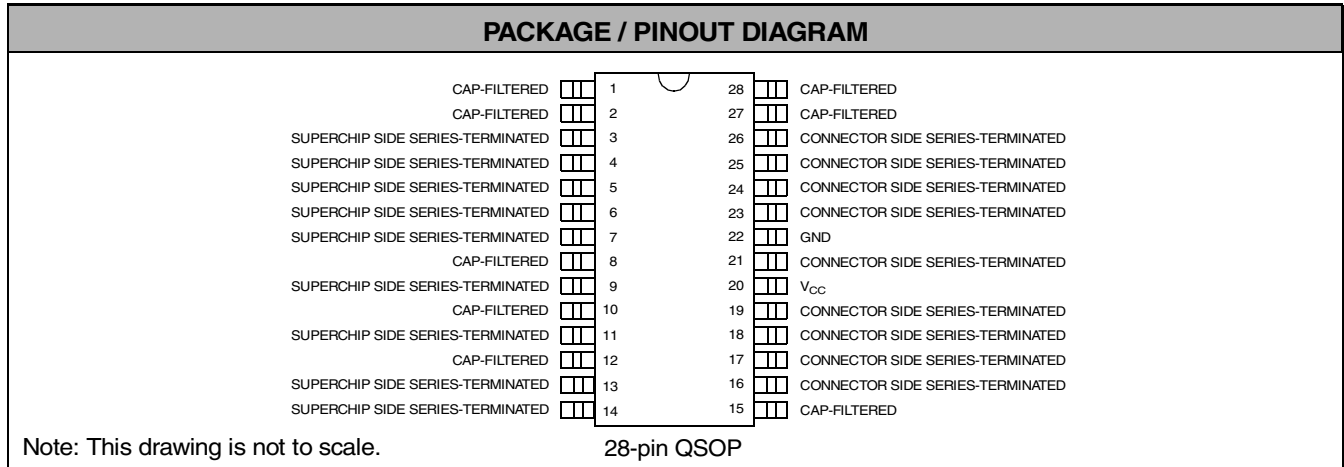 PACKAGE / PINOUT DIAGRAM
CAP-FILTERED 1 28 CAP-FILTERED
CAP-FILTERED 2 27 CAP-FILTERED
SUPERCHIP SIDE SERIES-TERMINATED 3 26 CONNECTOR SIDE SERIES-TERMINATED
SUPERCHIP SIDE SERIES-TERMINATED 4 25 CONNECTOR SIDE SERIES-TERMINATED
SUPERCHIP SIDE SERIES-TERMINATED 5 24 CONNECTOR SIDE SERIES-TERMINATED
SUPERCHIP SIDE SERIES-TERMINATED 6 23 CONNECTOR SIDE SERIES-TERMINATED
SUPERCHIP SIDE SERIES-TERMINATED 7 22 GND
CAP-FILTERED 8 21 CONNECTOR SIDE SERIES-TERMINATED
SUPERCHIP SIDE SERIES-TERMINATED 9 20 VCC
CAP-FILTERED 10 19 CONNECTOR SIDE SERIES-TERMINATED
SUPERCHIP SIDE SERIES-TERMINATED 11 18 CONNECTOR SIDE SERIES-TERMINATED
CAP-FILTERED 12 17 CONNECTOR SIDE SERIES-TERMINATED
SUPERCHIP SIDE SERIES-TERMINATED 13 16 CONNECTOR SIDE SERIES-TERMINATED
SUPERCHIP SIDE SERIES-TERMINATED 14 15 CAP-FILTERED
Note: This drawing is not to scale. 28-pin QSOP